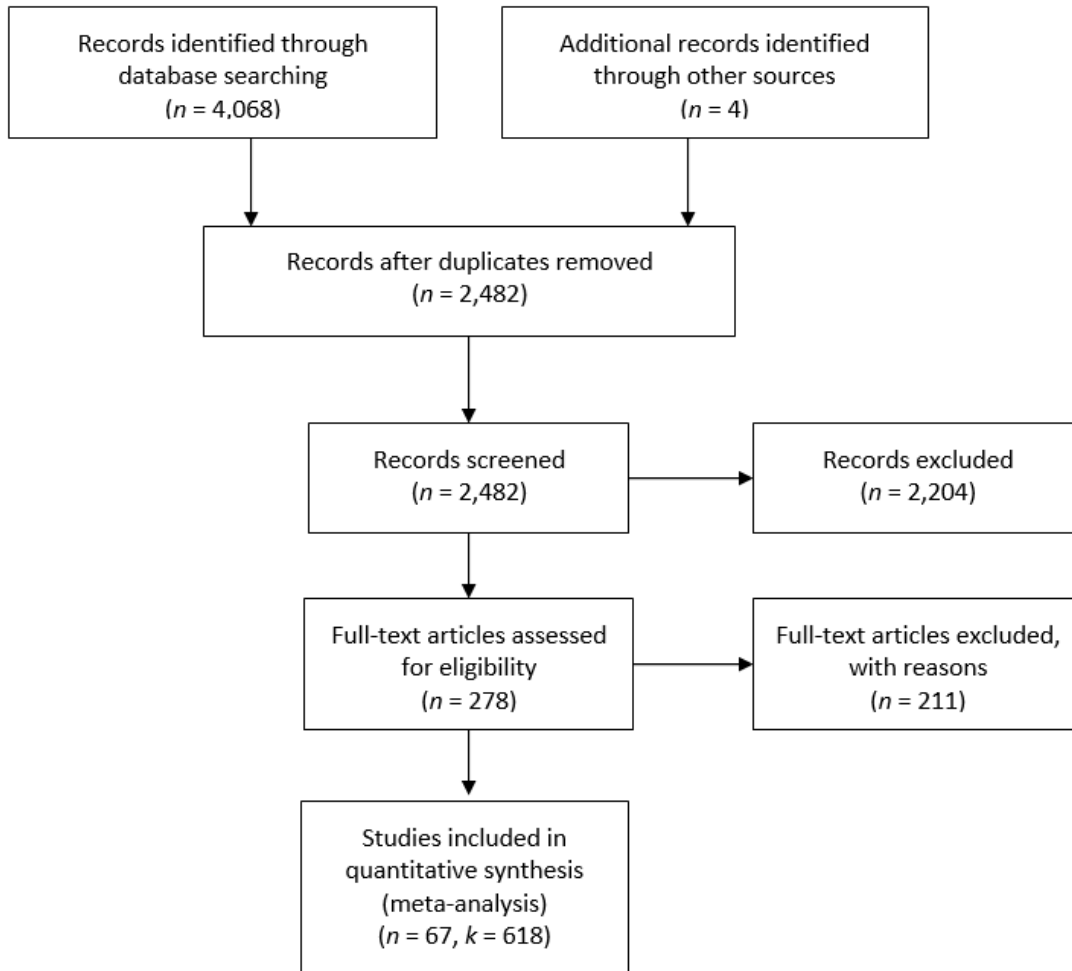 Records identified through
database searching
(n = 4,068)
Additional records identified
through other sources
(n = 4)
Records after duplicates removed
(n = 2,482)
Records screened
(n = 2,482)
Records excluded
(n = 2,204)
Full-text articles assessed
for eligibility
(n = 278)
Full-text articles excluded,
with reasons
(n = 211)
Studies included in
quantitative synthesis
(meta-analysis)
(n = 67, k = 618)